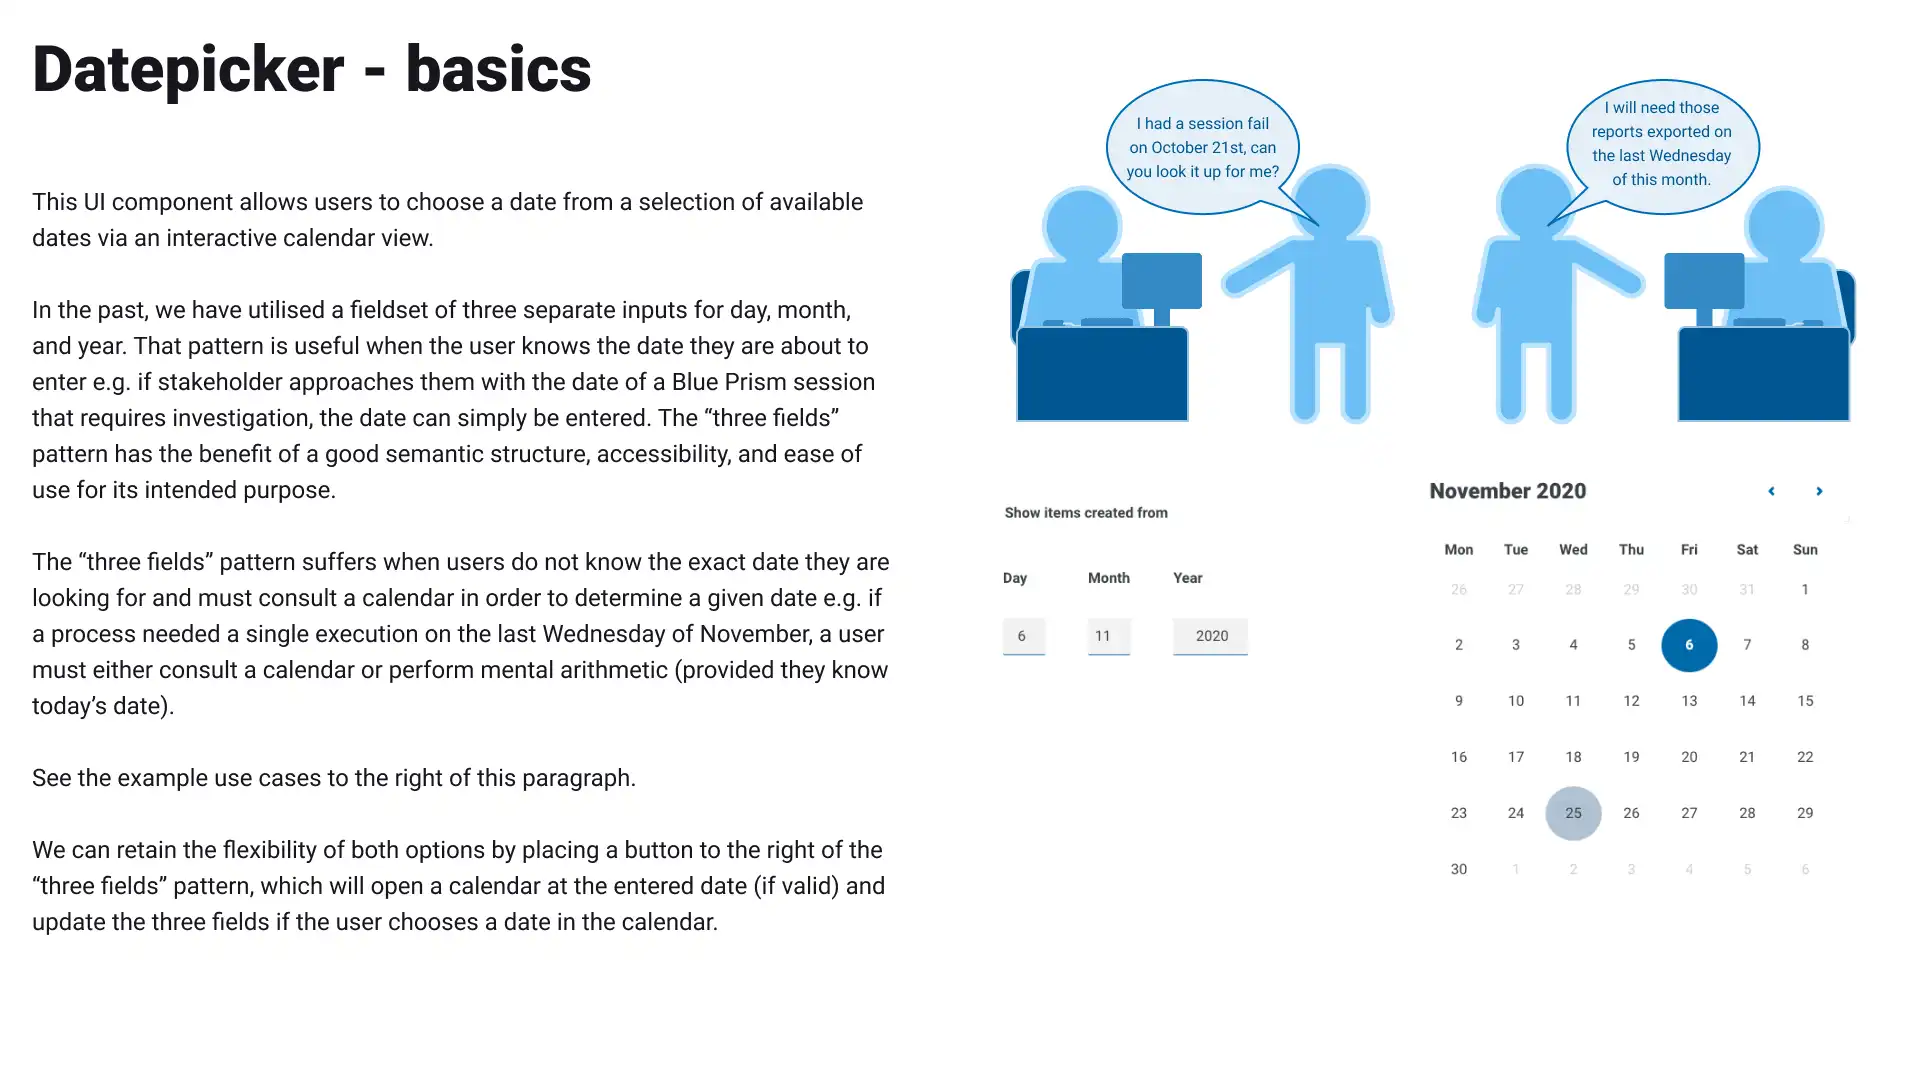 Datepicker - basics
This UI component allows users to choose a date from a selection of available
dates via an interactive calendar view.
In the past, we have utilised a fieldset of three separate inputs for day, month,
and year. That pattern is useful when the user knows the date they are about to
enter e.g. if stakeholder approaches them with the date of a Blue Prism session
that requires investigation, the date can simply be entered. The “three fields”
pattern has the benefit of a good semantic structure, accessibility, and ease of
use for its intended purpose.
The “three fields” pattern suffers when users do not know the exact date they are
looking for and must consult a calendar in order to determine a given date e.g. if
a process needed a single execution on the last Wednesday of November, a user
must either consult a calendar or perform mental arithmetic (provided they know
today’s date).
See the example use cases to the right of this paragraph.
We can retain the flexibility of both options by placing a button to the right of the
“three fields” pattern, which will open a calendar at the entered date (if valid) and
update the three fields if the user chooses a date in the calendar.
I had a session fail
on October 21st, can
you look it up for me?
I will need those
reports exported on
the last Wednesday
of this month.
Show items created from
Day Month Year
6 11 2020
November 2020
Mon Tue Wed Thu Fri Sat Sun
26 27 28 29 30 31 1
2 3 4 5 6 7 8
9 10 11 12 13 14 15
16 17 18 19 20 21 22
23 24 25 26 27 28 29
30 1 2 3 4 5 6